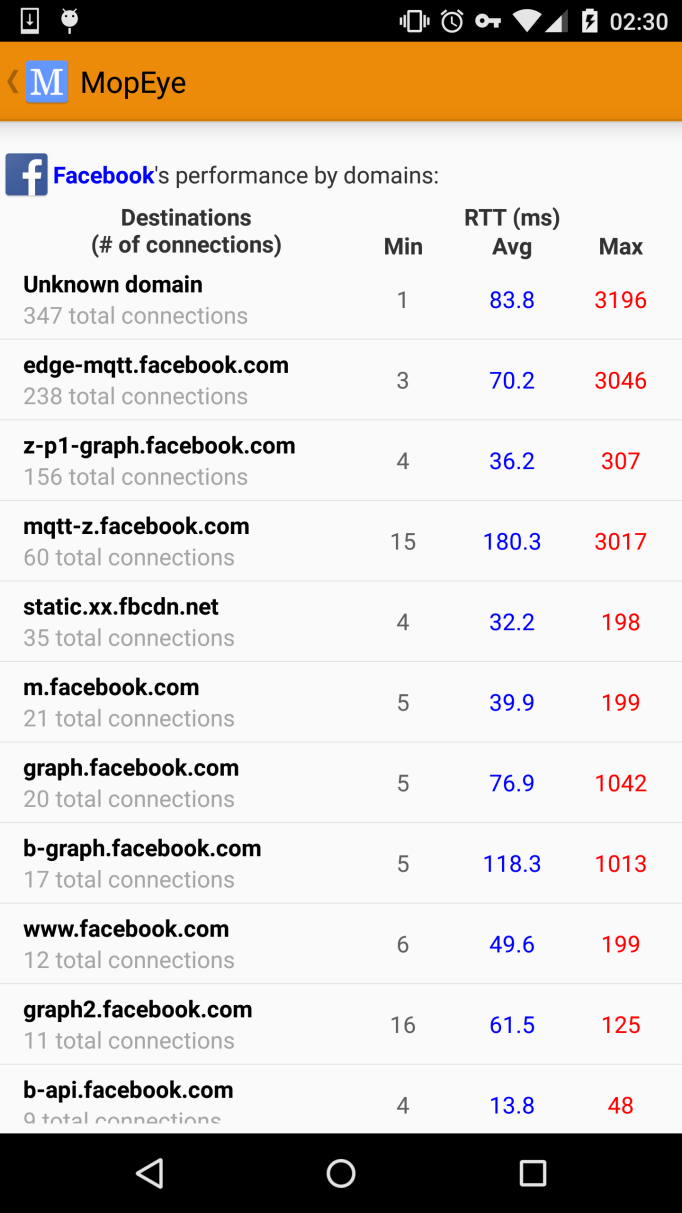 02:30
M MopEye
Facebook's performance by domains:
Destinations RTT (ms)
(# of connections) Min Avg Max
Unknown domain
347 total connections 1 83.8 3196
edge-mqtt.facebook.com
238 total connections 3 70.2 3046
z-p1-graph.facebook.com
156 total connections 4 36.2 307
mqtt-z.facebook.com
60 total connections 15 180.3 3017
static.xx.fbcdn.net
35 total connections 4 32.2 198
m.facebook.com
21 total connections 5 39.9 199
graph.facebook.com
20 total connections 5 76.9 1042
b-graph.facebook.com
17 total connections 5 118.3 1013
www.facebook.com
12 total connections 6 49.6 199
graph2.facebook.com
11 total connections 16 61.5 125
b-api.facebook.com
9 total connections 4 13.8 48